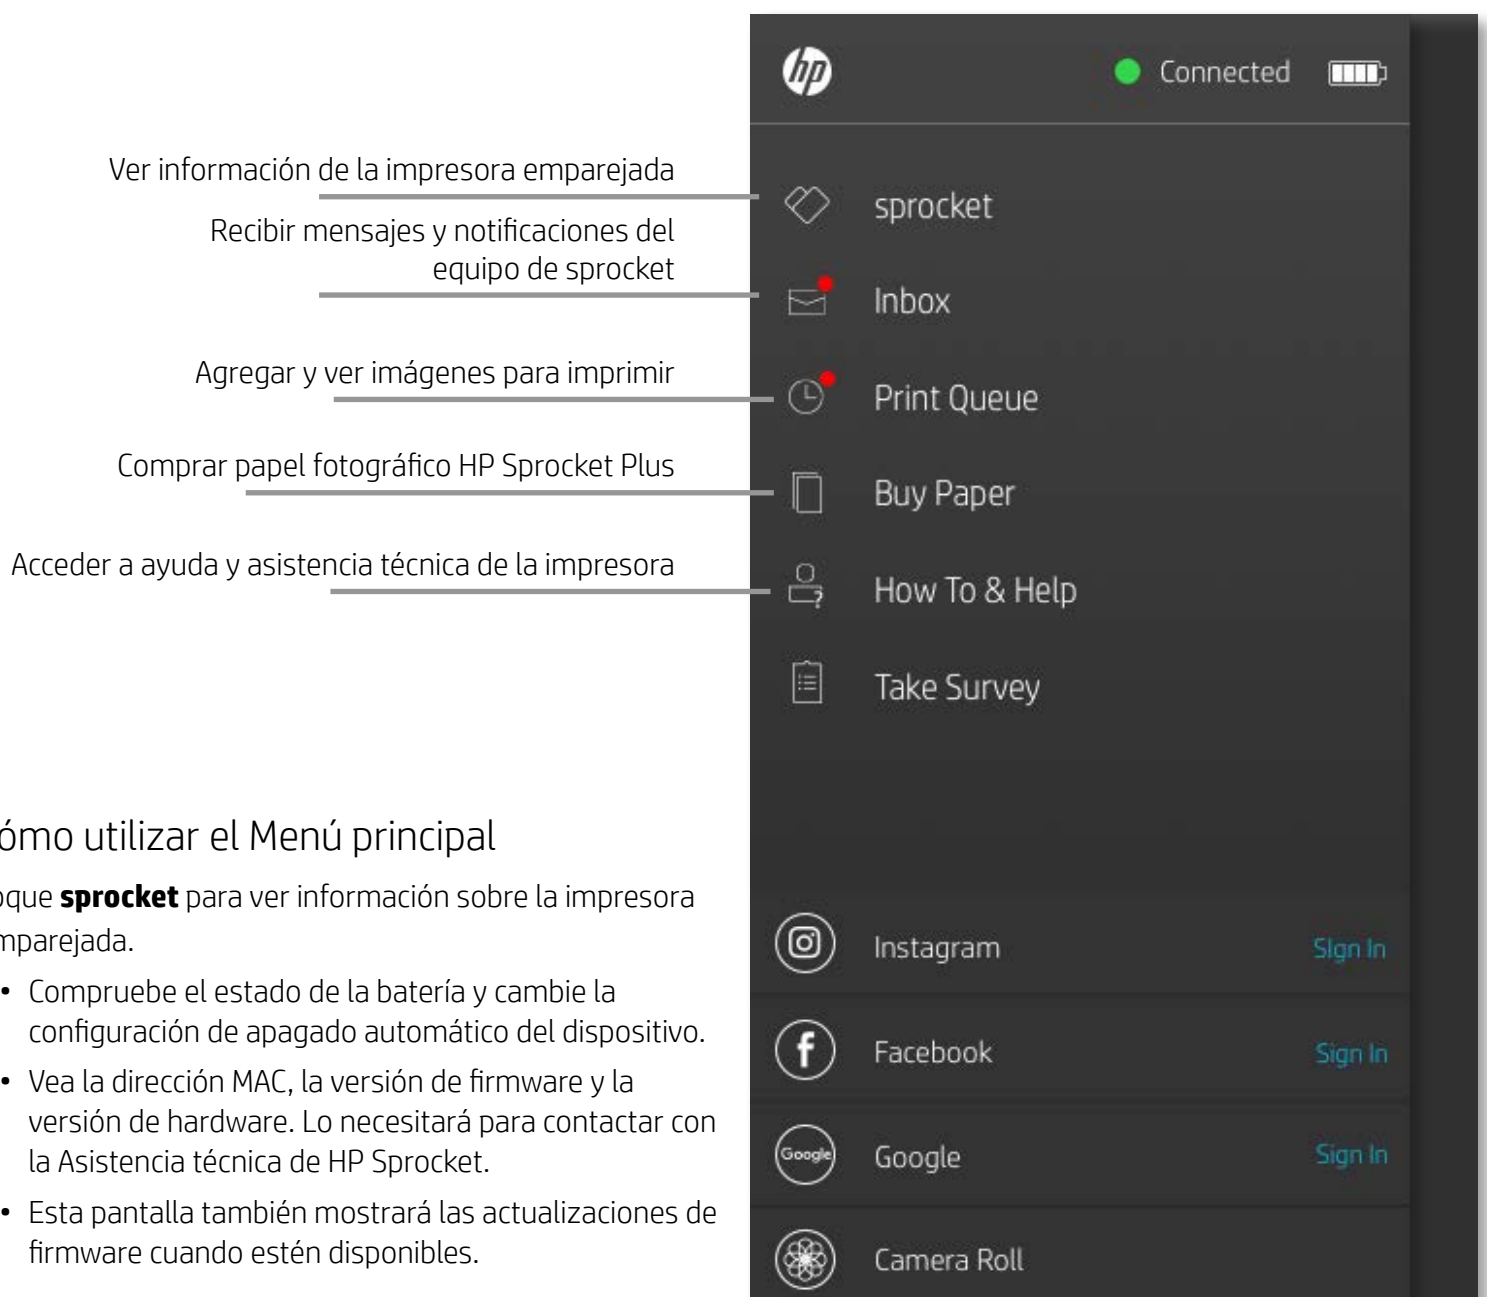 hp
Connected
Ver información de la impresora emparejada
sprocket
Recibir mensajes y notificaciones del
equipo de sprocket
Inbox
Agregar y ver imágenes para imprimir
Print Queue
Comprar papel fotográfico HP Sprocket Plus
Buy Paper
Acceder a ayuda y asistencia técnica de la impresora
?
How To & Help
Take Survey
ómo utilizar el Menú principal
oque sprocket para ver información sobre la impresora
mparejada.
• Compruebe el estado de la batería y cambie la
configuración de apagado automático del dispositivo.
• Vea la dirección MAC, la versión de firmware y la
versión de hardware. Lo necesitará para contactar con
la Asistencia técnica de HP Sprocket.
• Esta pantalla también mostrará las actualizaciones de
firmware cuando estén disponibles.
Instagram SIgn In
f Facebook Sign In
Google Google Sign In
Camera Roll